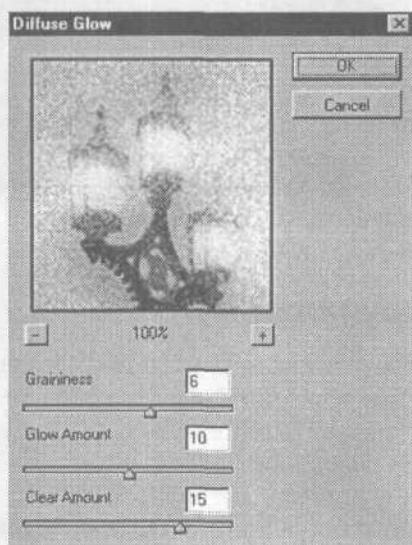 Diffuse Glow
OK
Cancel
- 100% +
Graininess 6
Glow Amount 10
Clear Amount 15